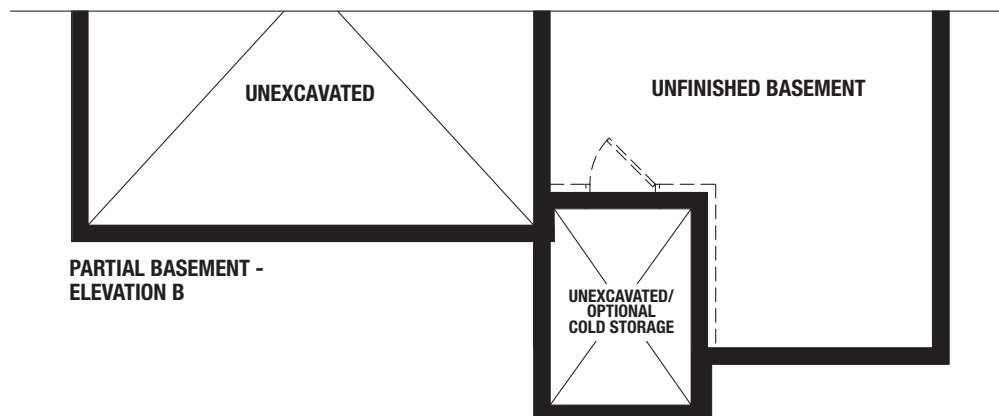 UNEXCAVATED
UNFINISHED BASEMENT
PARTIAL BASEMENT -
ELEVATION B
UNEXCAVATED/
OPTIONAL
COLD STORAGE